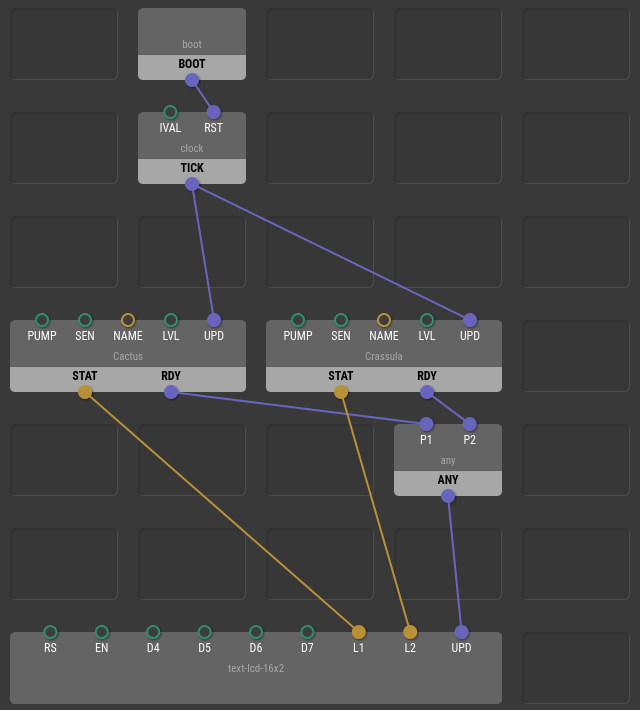 boot
BOOT
IVAL RST
clock
TICK
PUMP SEN NAME LVL UPD
Cactus
STAT RDY
PUMP SEN NAME LVL UPD
Crassula
STAT RDY
P1 P2
any
ANY
RS EN D4 D5 D6 D7 L1 L2 UPD
text-lcd-16x2